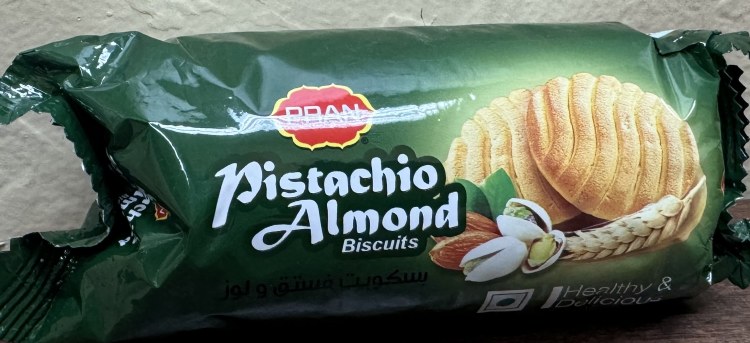 PRAN
Pistachio
Almond
Biscuits
بسكويت فستق و لوز
Healthy &
Delicious